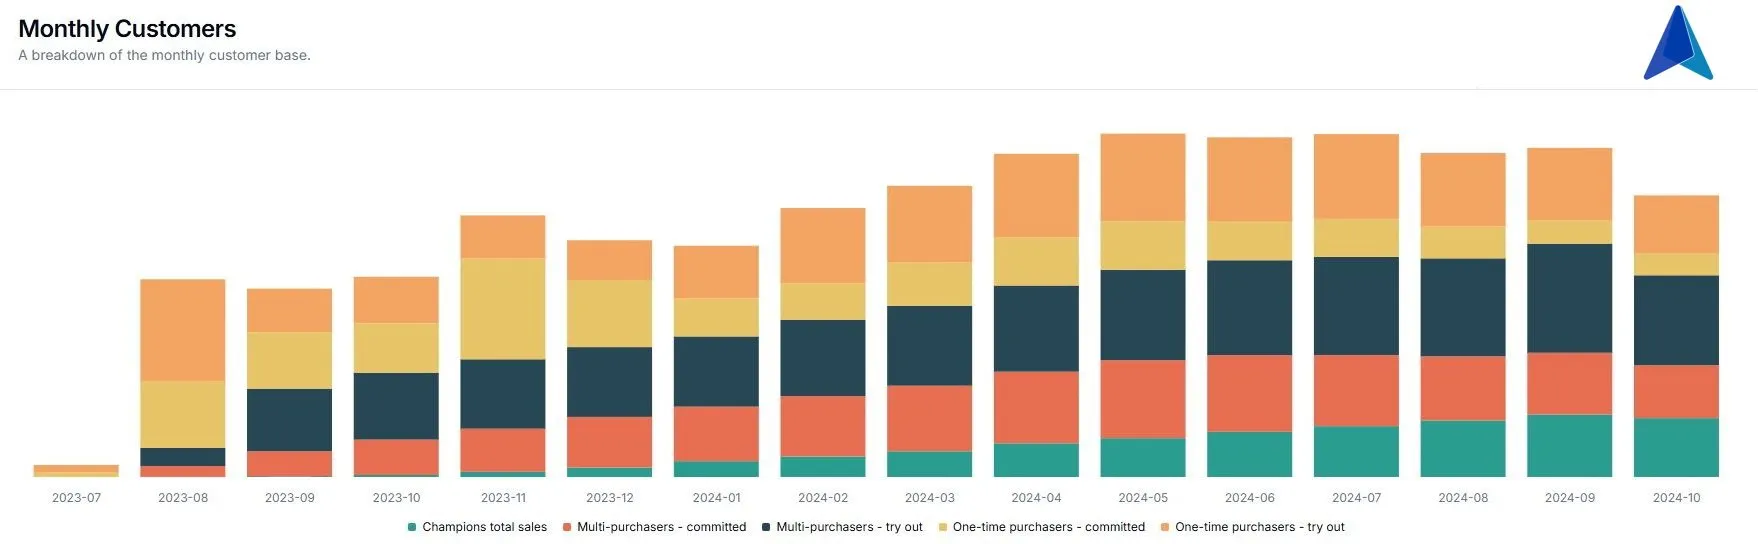 Monthly Customers
A breakdown of the monthly customer base.
2023-07 2023-08 2023-09 2023-10 2023-11 2023-12 2024-01 2024-02 2024-03 2024-04 2024-05 2024-06 2024-07 2024-08 2024-09 2024-10
Champions total sales Multi-purchasers - committed Multi-purchasers - try out One-time purchasers - committed One-time purchasers - try out